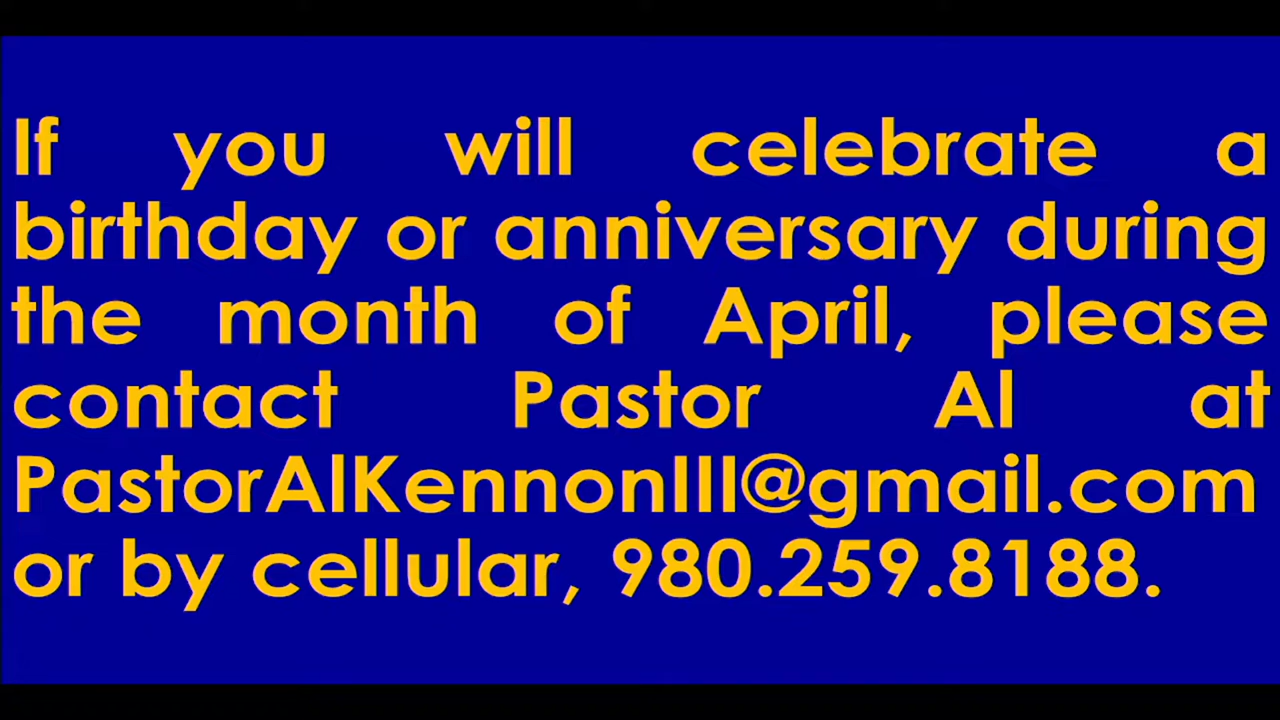 If you will celebrate a
birthday or anniversary during
the month of April, please
contact Pastor Al at
PastorAlKennonIII@gmail.com
or by cellular, 980.259.8188.